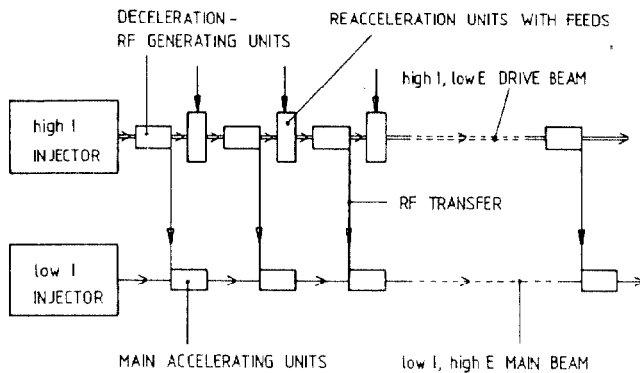 DECELERATION-
RF GENERATING UNITS
REACCELERATION UNITS WITH FEEDS
high I, low E DRIVE BEAM
high I
INJECTOR
RF TRANSFER
low I
INJECTOR
MAIN ACCELERATING UNITS
low I, high E MAIN BEAM